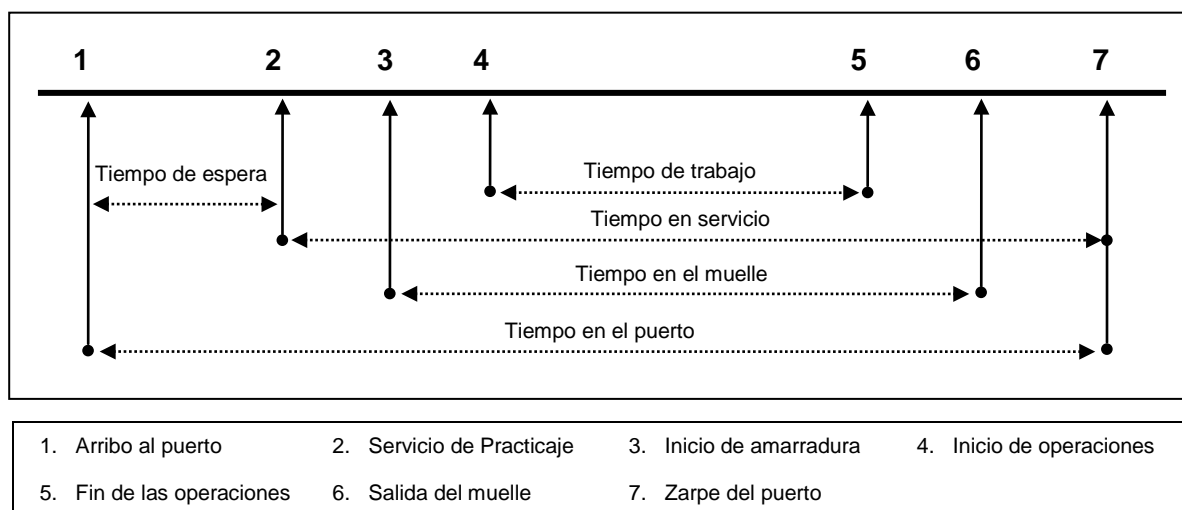 1 2 3 4 5 6 7
Tiempo de espera
Tiempo de trabajo
Tiempo en servicio
Tiempo en el muelle
Tiempo en el puerto
1. Arribo al puerto 2. Servicio de Practicaje 3. Inicio de amarradura 4. Inicio de operaciones
5. Fin de las operaciones 6. Salida del muelle 7. Zarpe del puerto